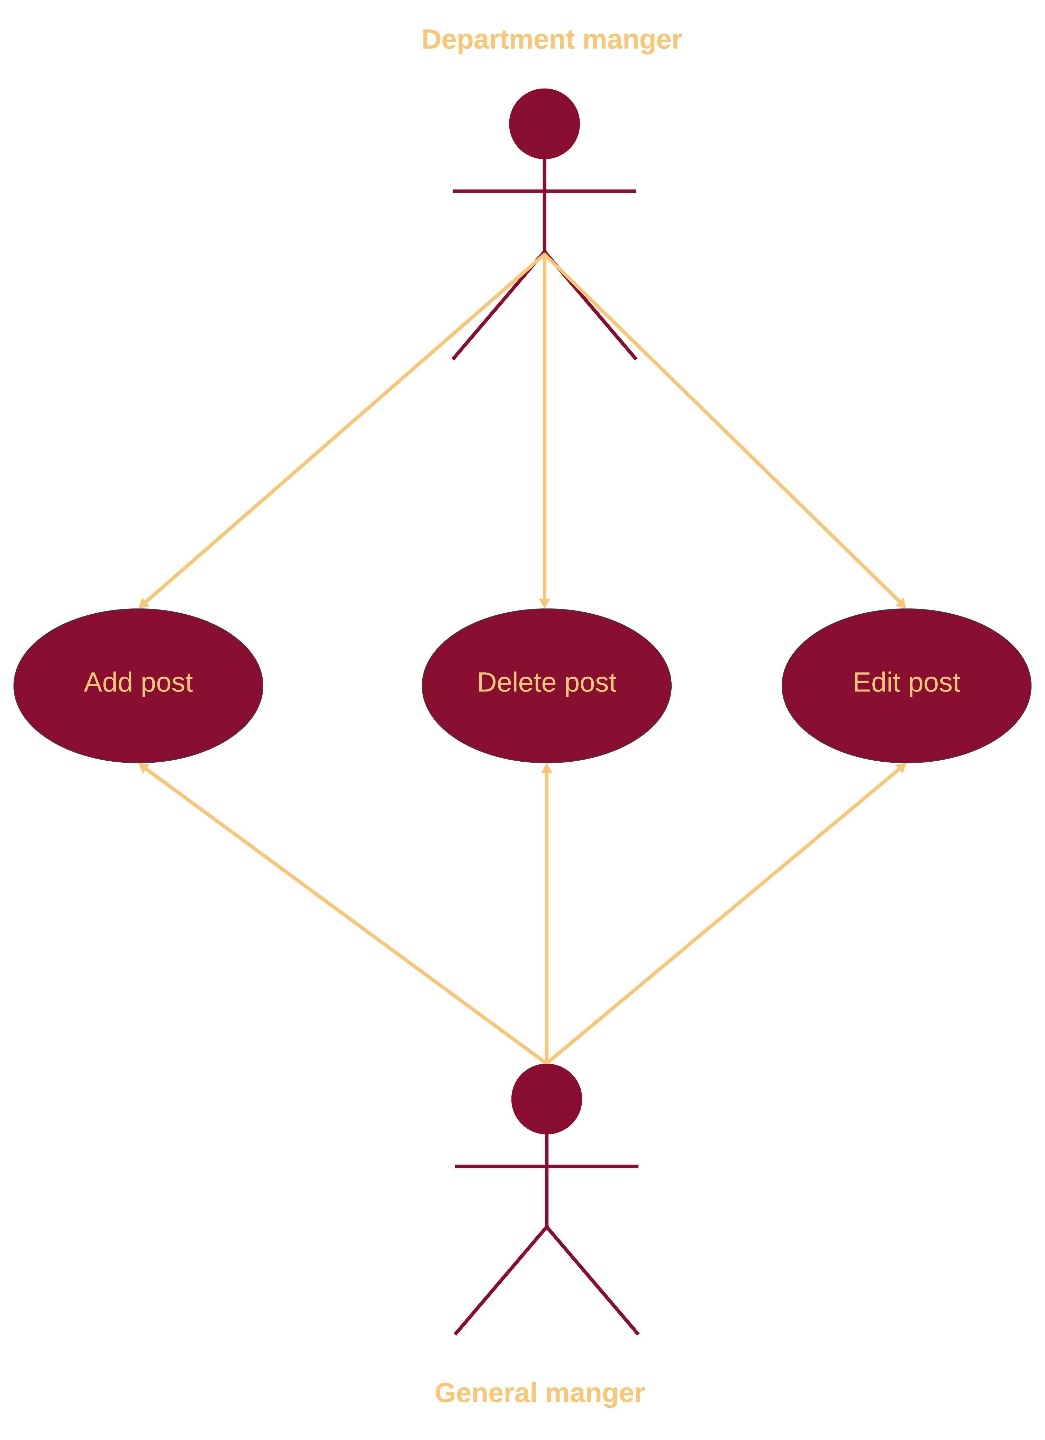 Department manger
Add post
Delete post
Edit post
General manger